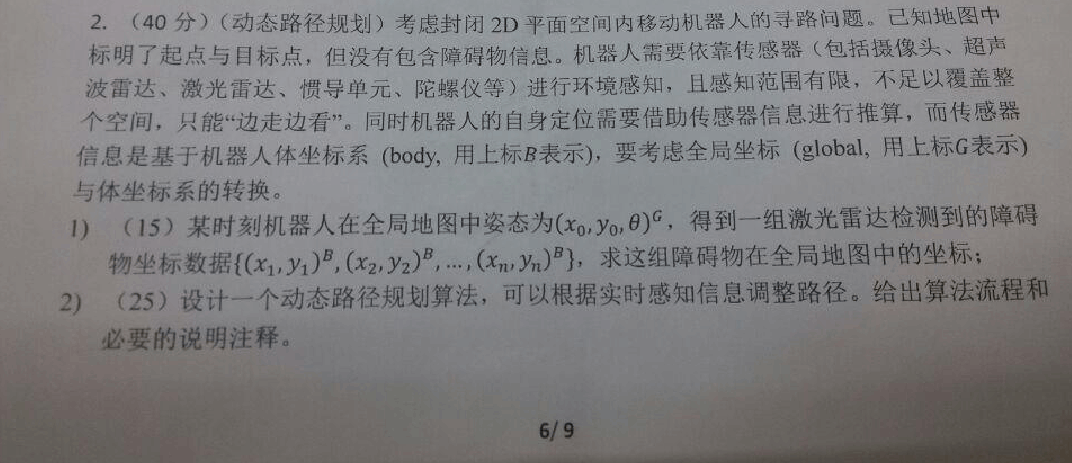 2. （40 分）（动态路径规划）考虑封闭 2D 平面空间内移动机器人的寻路问题。已知地图中
标明了起点与目标点，但没有包含障碍物信息。机器人需要依靠传感器（包括摄像头、超声
波雷达、激光雷达、惯导单元、陀螺仪等）进行环境感知，且感知范围有限，不足以覆盖整
个空间，只能“边走边看”。同时机器人的自身定位需要借助传感器信息进行推算，而传感器
信息是基于机器人体坐标系 (body, 用上标B表示)，要考虑全局坐标 (global, 用上标G表示)
与体坐标系的转换。
1) （15）某时刻机器人在全局地图中姿态为(x₀, y₀, θ)ᴳ，得到一组激光雷达检测到的障碍
物坐标数据{(x₁, y₁)ᴮ, (x₂, y₂)ᴮ, ..., (xₙ, yₙ)ᴮ}，求这组障碍物在全局地图中的坐标；
2) （25）设计一个动态路径规划算法，可以根据实时感知信息调整路径。给出算法流程和
必要的说明注释。
6/ 9